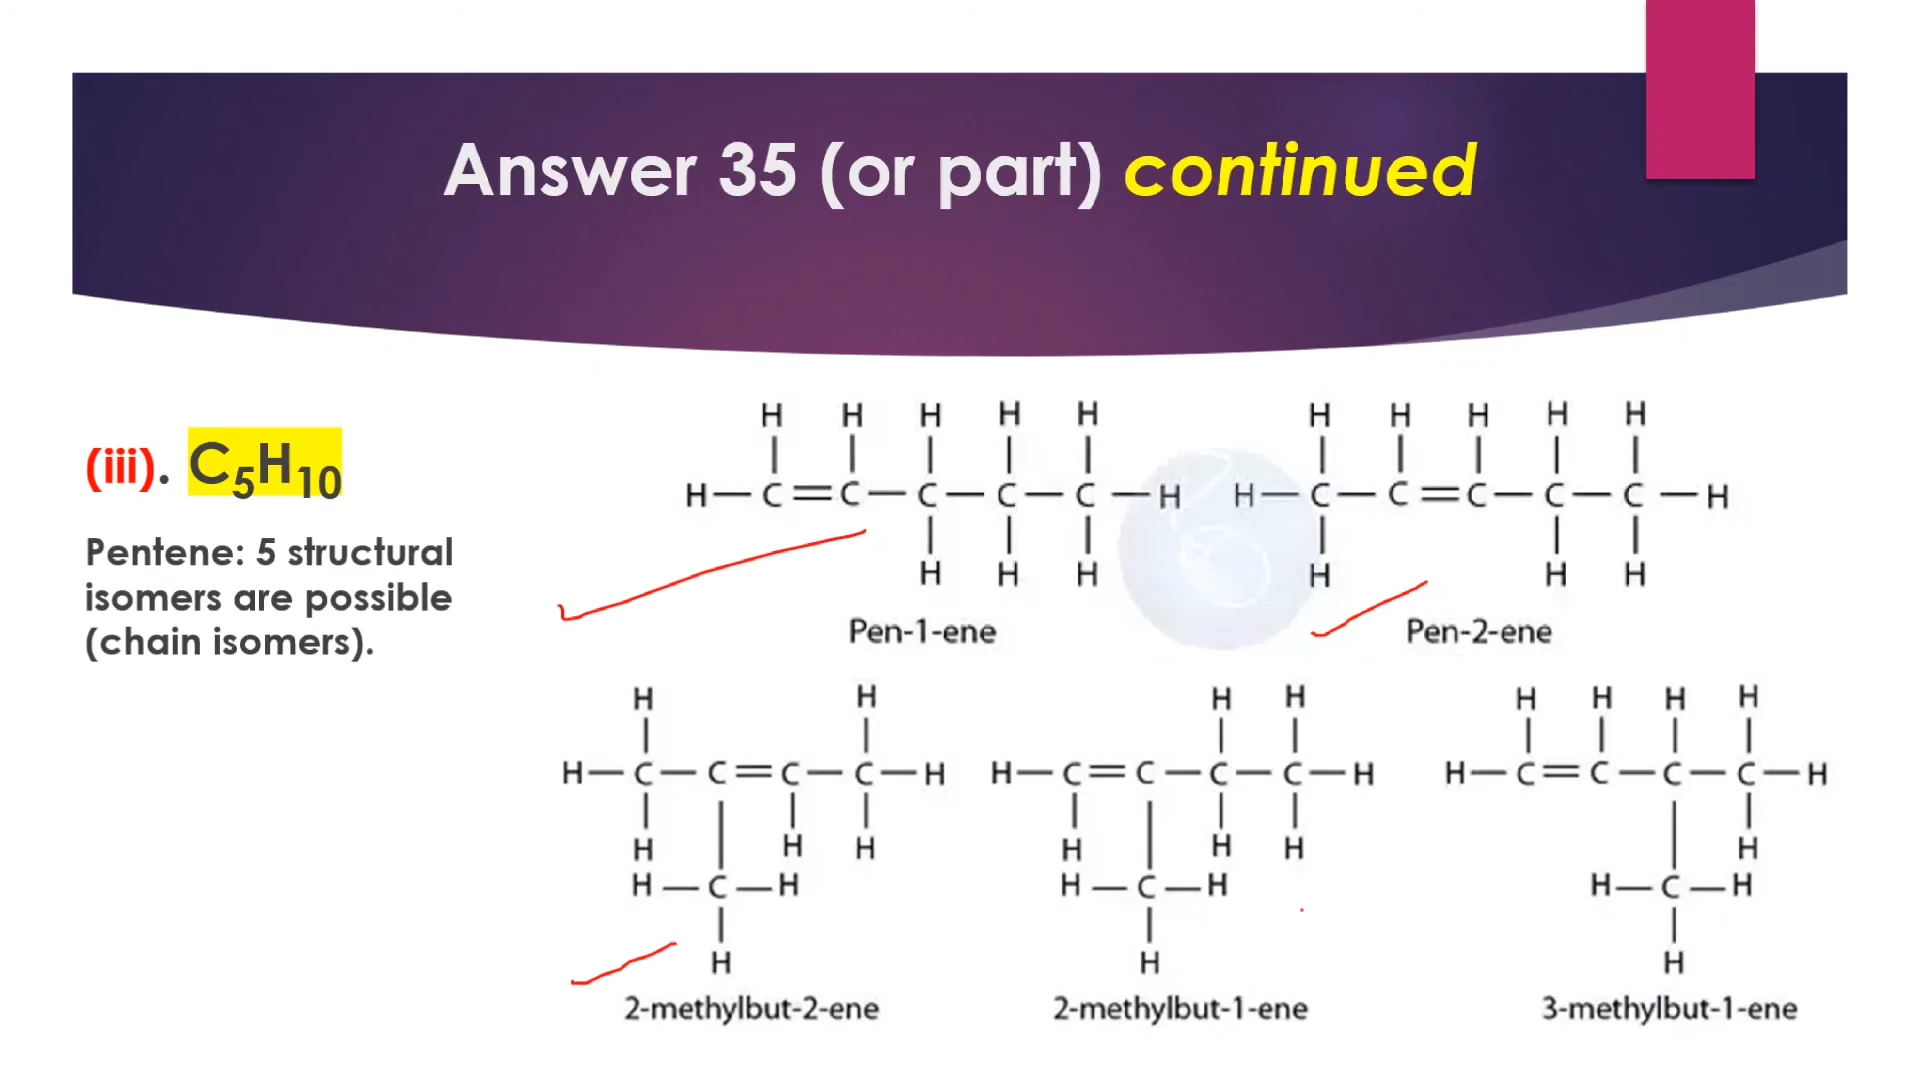 Answer 35 (or part) continued
(iii). C₅H₁₀
Pentene: 5 structural
isomers are possible
(chain isomers).
H H H H H
H—C=C—C—C—C—H
H H H
Pen-1-ene
H H H H H
H—C—C=C—C—C—H
H H H
Pen-2-ene
H H
H—C—C=C—C—H
H H H
H—C—H
H
2-methylbut-2-ene
H H
H—C=C—C—C—H
H H H
H—C—H
H
2-methylbut-1-ene
H H H H
H—C=C—C—C—H
H
H—C—H
H
3-methylbut-1-ene